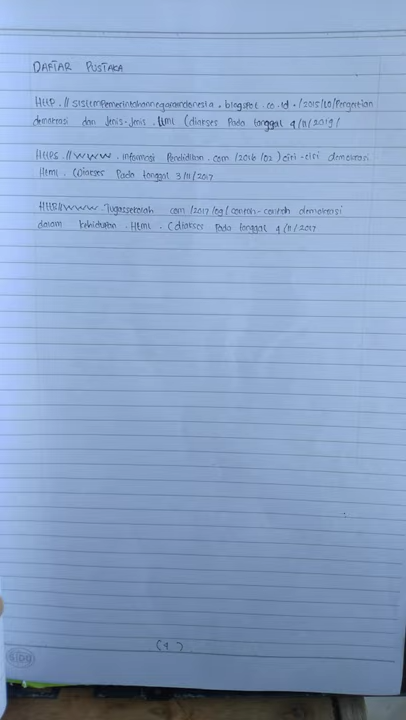 DAFTAR PUSTAKA
Http.//sistempemerintahannegaraindonesia.blogspot.co.id./2015/10/Pengertian
demokrasi dan Jenis-Jenis.html (diakses Pada tanggal 4/11/2019/
Https://www.informasi Pendidikan.com/2016/02)ciri-ciri demokrasi
Html. (Diakses Pada tanggal 3/11/2017
Http//www.Tugassekolah com/2017/09/contoh-contoh demokrasi
dalam kehidupan.Html. (diakses Pada tanggal 4/11/2017
(9)